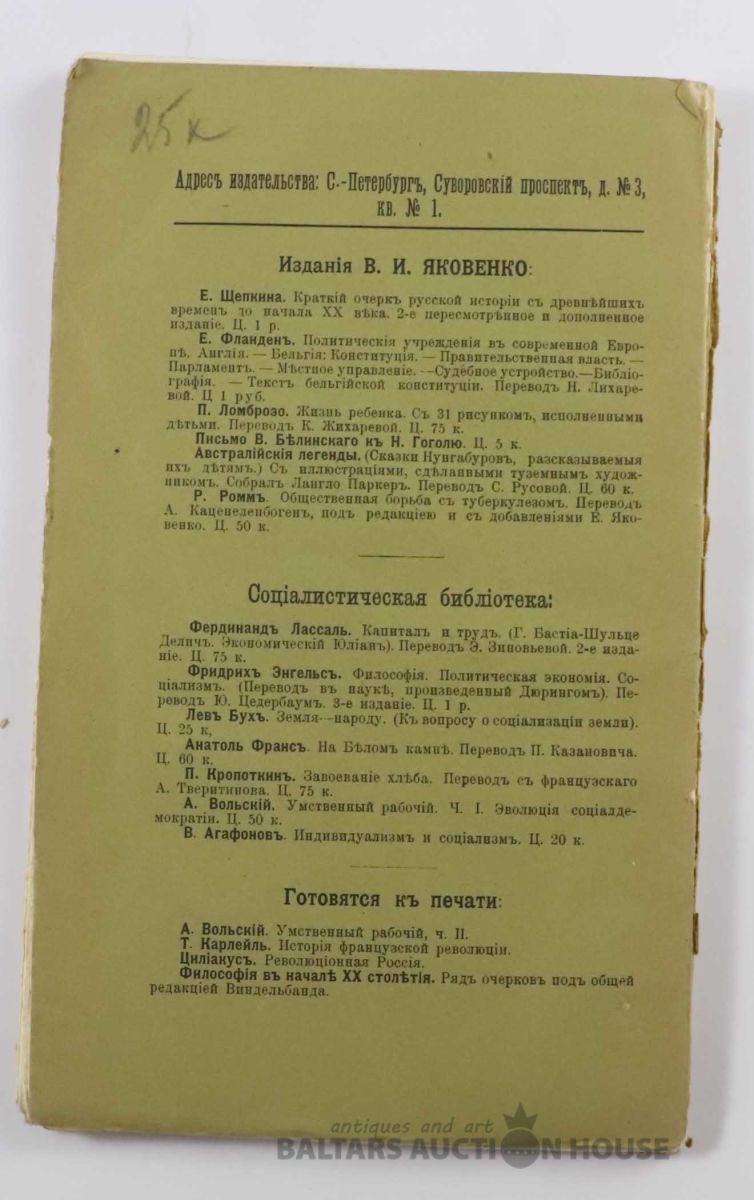 25 к
Адресъ издательства: С.-Петербургъ, Суворовскій проспектъ, д. № 3,
кв. № 1.
Изданія В. И. ЯКОВЕНКО:
Е. Щепкина. Краткій очеркъ русской исторіи съ древнѣйшихъ
временъ до начала XX вѣка. 2-е пересмотрѣнное и дополненное
изданіе. Ц. 1 р.
Е. Фланденъ. Политическія учрежденія въ современной Евро-
пѣ. Англія. — Бельгія: Конституція. — Правительственная власть. —
Парламентъ. — Мѣстное управленіе. —Судебное устройство.—Библіо-
графія. — Текстъ бельгійской конституціи. Переводъ Н. Лихаре-
вой. Ц 1 руб.
П. Ломброзо. Жизнь ребенка. Съ 31 рисункомъ, исполненными
дѣтьми. Переводъ К. Жихаревой. Ц. 75 к.
Письмо В. Бѣлинскаго къ Н. Гоголю. Ц. 5 к.
Австралійскія легенды. (Сказки Нунгабуровъ, разсказываемыя
ихъ дѣтямъ.) Съ иллюстраціями, сдѣланными туземнымъ худож-
никомъ. Собралъ Лангло Паркеръ. Переводъ С. Русовой. Ц. 60 к.
Р. Роммъ. Общественная борьба съ туберкулезомъ. Переводъ
А. Каценеленбогенъ, подъ редакціею и съ добавленіями Е. Яко-
венко. Ц. 50 к.
Соціалистическая библіотека:
Фердинандъ Лассаль. Капиталъ и трудъ. (Г. Бастіа-Шульце
Деличъ. Экономическій Юліанъ). Переводъ Э. Зиновьевой. 2-е изда-
ніе. Ц. 75 к.
Фридрихъ Энгельсъ. Философія. Политическая экономія. Со-
ціализмъ. (Переводъ въ наукѣ, произведенный Дюрингомъ). Пе-
реводъ Ю. Цедербаумъ. 3-е изданіе. Ц. 1 р.
Левъ Бухъ. Земля—народу. (Къ вопросу о соціализаціи земли).
Ц. 25 к,
Анатоль Франсъ. На Бѣломъ камнѣ. Переводъ П. Казановича.
Ц. 60 к.
П. Кропоткинъ. Завоеваніе хлѣба. Переводъ съ французскаго
А. Тверитинова. Ц. 75 к.
А. Вольскій. Умственный рабочій. Ч. I. Эволюція соціалде-
мократіи. Ц. 50 к.
В. Агафоновъ. Индивидуализмъ и соціализмъ. Ц. 20 к.
Готовятся къ печати:
А. Вольскій. Умственный рабочій, ч. II.
Т. Карлейль. Исторія французской революціи.
Циліакусъ. Революціонная Россія.
Философія въ началѣ XX столѣтія. Рядъ очерковъ подъ общей
редакціей Виндельбанда.
antiques and art
BALTARS AUCTION HOUSE